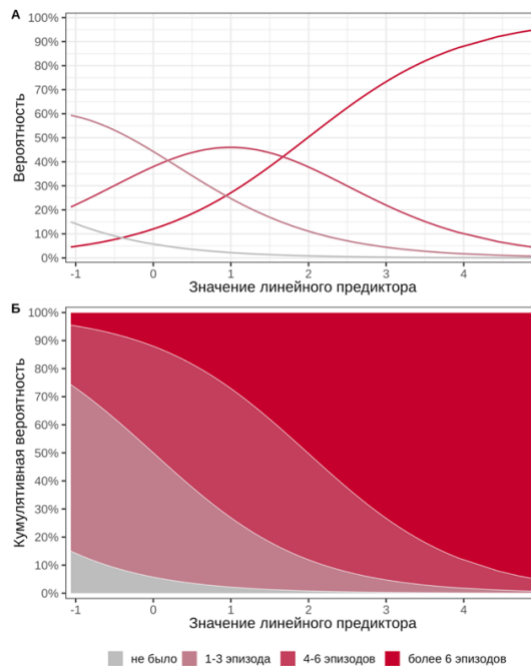 А
100%
90%
80%
70%
60%
50%
40%
30%
20%
10%
0%
Вероятность
-1 0 1 2 3 4
Значение линейного предиктора
Б
100%
90%
80%
70%
60%
50%
40%
30%
20%
10%
0%
Кумулятивная вероятность
-1 0 1 2 3 4
Значение линейного предиктора
не было 1-3 эпизода 4-6 эпизодов более 6 эпизодов